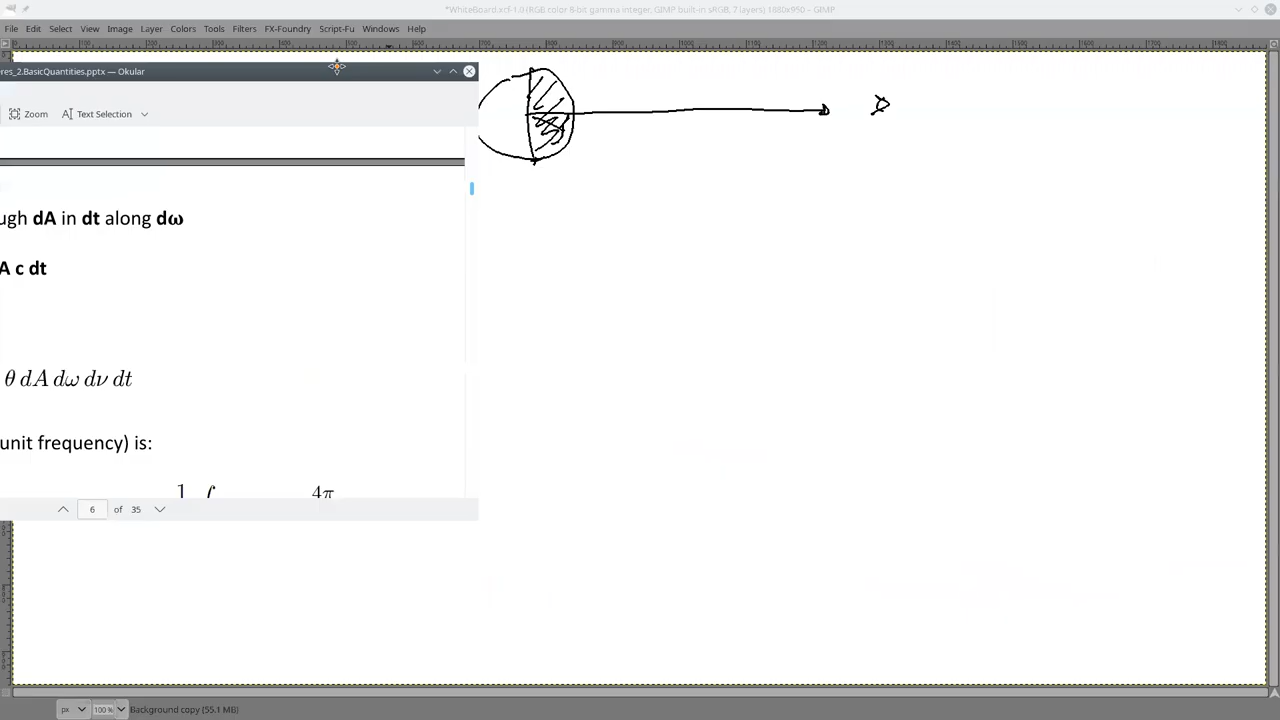 *WhiteBoard.xcf-1.0 (RGB color 8-bit gamma integer, GIMP built-in sRGB, 7 layers) 1880x950 – GIMP
File Edit Select View Image Layer Colors Tools Filters FX-Foundry Script-Fu Windows Help
eres_2.BasicQuantities.pptx — Okular
Zoom Text Selection
ugh dA in dt along dω
A c dt
θ dA dω dν dt
unit frequency) is:
1 ∫ 4π
6 of 35
px 100 % Background copy (55.1 MB)